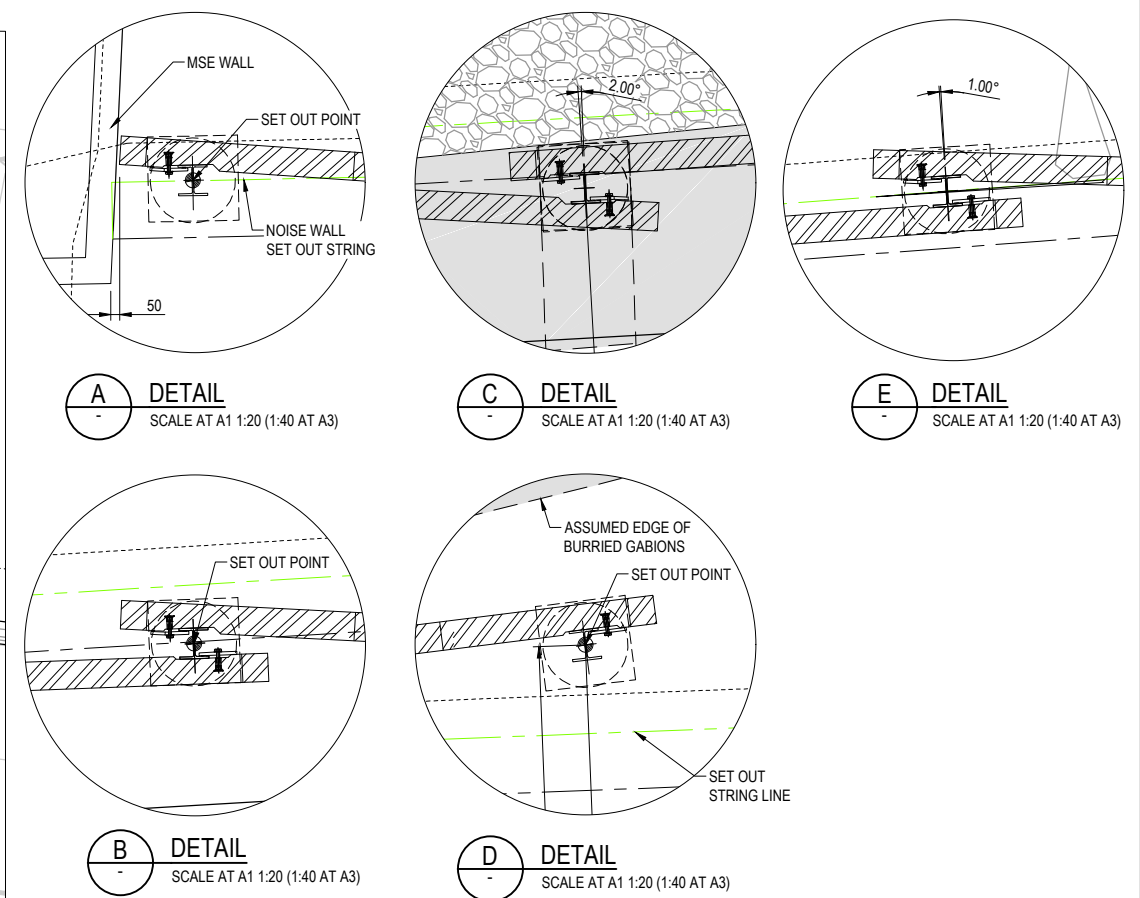 MSE WALL
SET OUT POINT
NOISE WALL
SET OUT STRING
50
A
-
DETAIL
SCALE AT A1 1:20 (1:40 AT A3)
2.00°
C
-
DETAIL
SCALE AT A1 1:20 (1:40 AT A3)
1.00°
E
-
DETAIL
SCALE AT A1 1:20 (1:40 AT A3)
SET OUT POINT
B
-
DETAIL
SCALE AT A1 1:20 (1:40 AT A3)
ASSUMED EDGE OF
BURRIED GABIONS
SET OUT POINT
SET OUT
STRING LINE
D
-
DETAIL
SCALE AT A1 1:20 (1:40 AT A3)